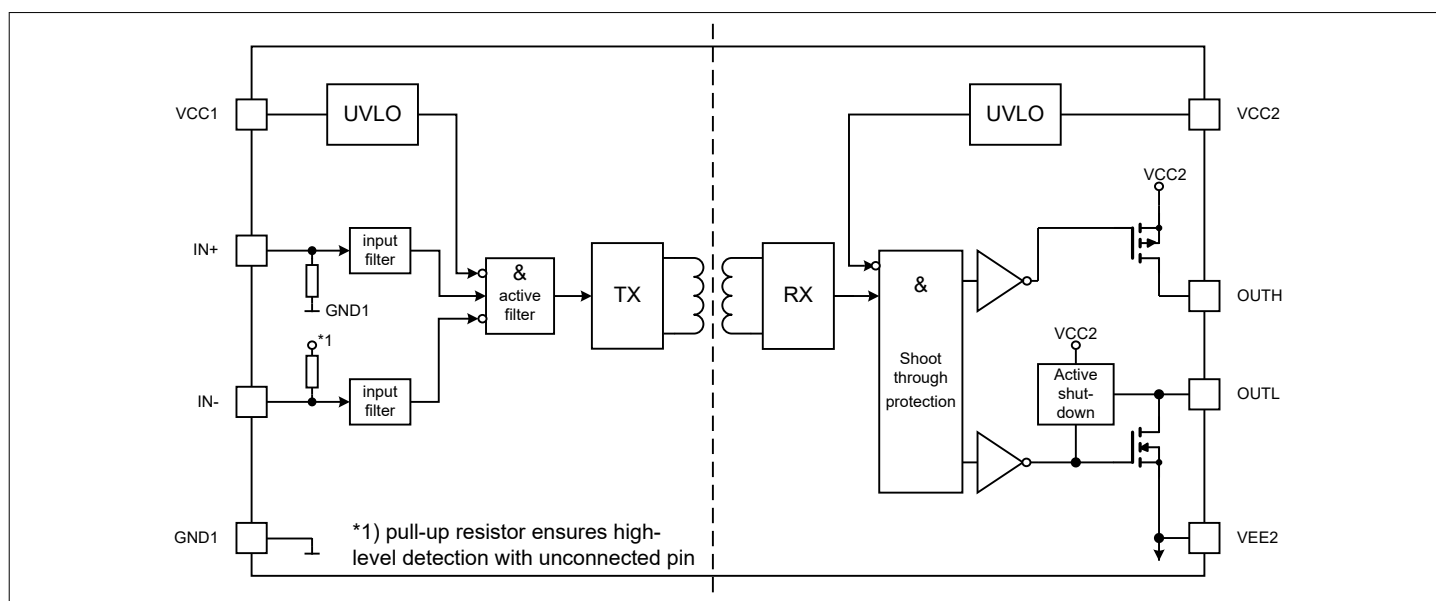 VCC1
UVLO
UVLO
VCC2
VCC2
IN+
input
filter
GND1
&
active
filter
TX
RX
&
Shoot
through
protection
OUTH
*1
VCC2
IN-
input
filter
Active
shut-
down
OUTL
GND1
*1) pull-up resistor ensures high-
level detection with unconnected pin
VEE2